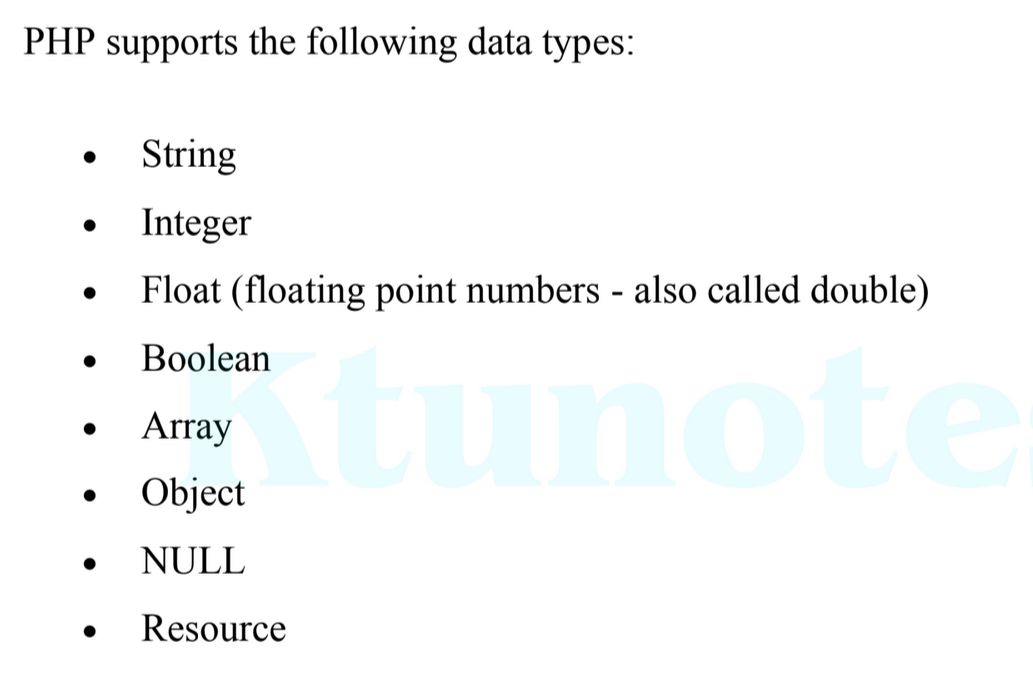 PHP supports the following data types:
• String
• Integer
• Float (floating point numbers - also called double)
• Boolean
• Array
• Object
• NULL
• Resource
Ktunote